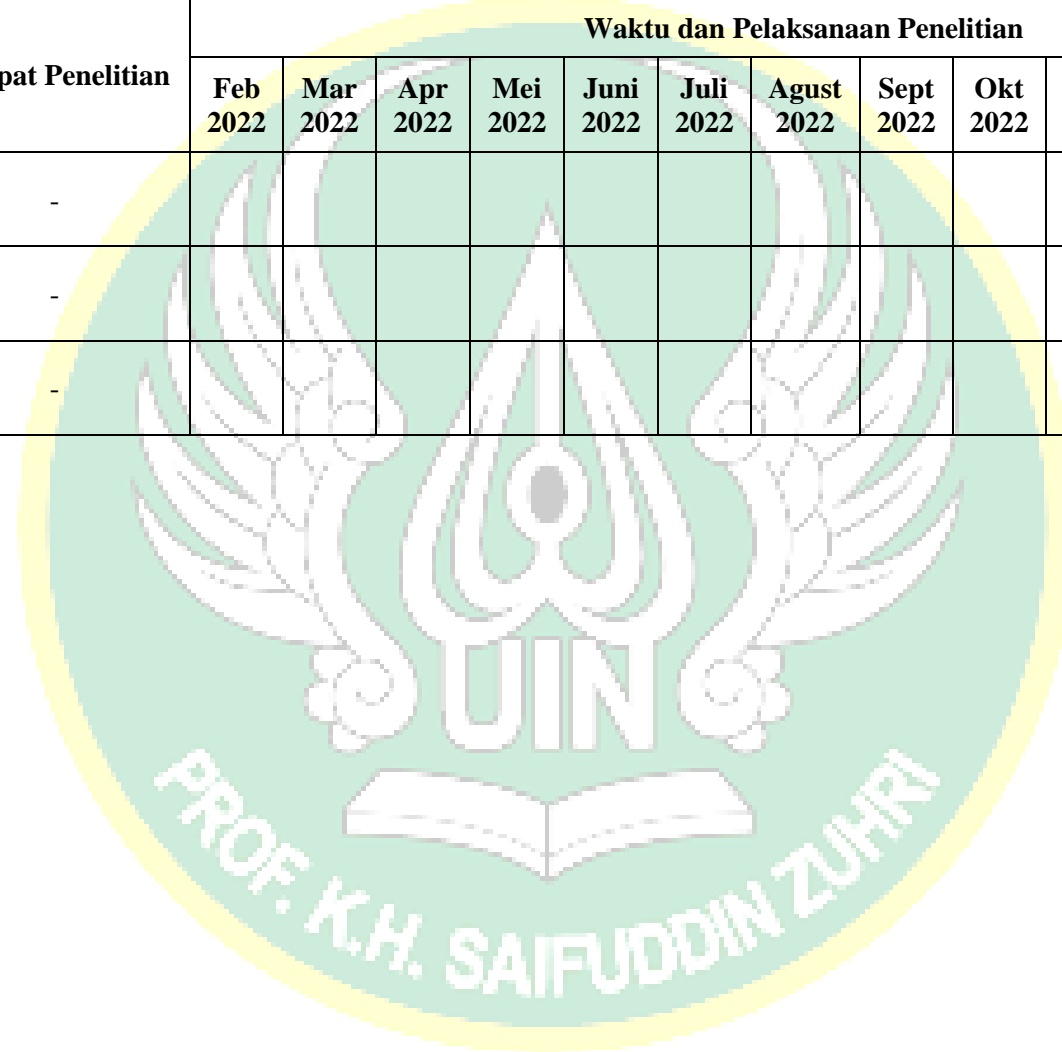 Waktu dan Pelaksanaan Penelitian
Penelitian
Feb 2022
Mar 2022
Apr 2022
Mei 2022
Juni 2022
Juli 2022
Agust 2022
Sept 2022
Okt 2022
-
-
-
UIN
PROF. K.H. SAIFUDDIN ZUHRI